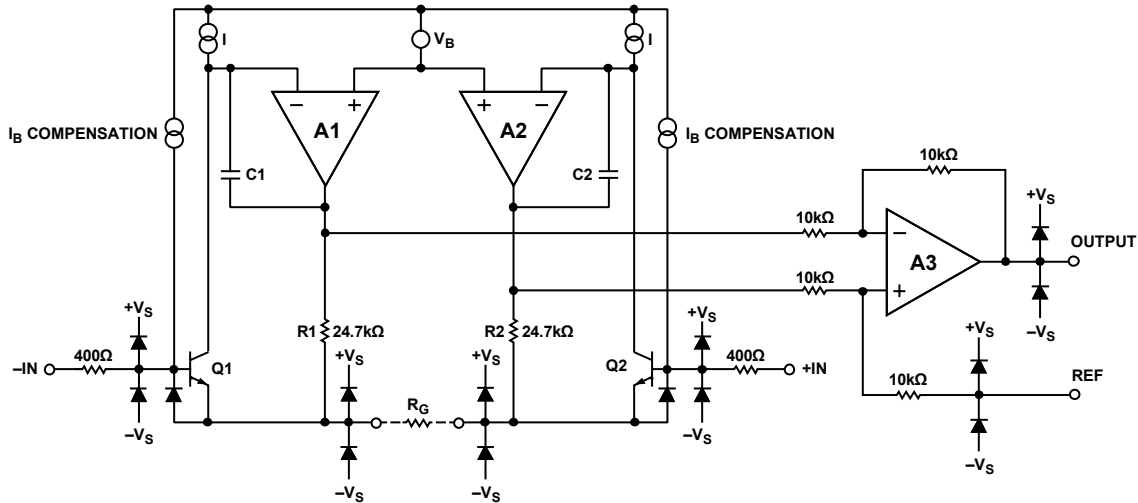 I
V_B
I
− +
A1
+ −
A2
I_B COMPENSATION
I_B COMPENSATION
C1
C2
10kΩ
10kΩ
10kΩ
−
+
A3
+V_S
−V_S
OUTPUT
R1 24.7kΩ
R2 24.7kΩ
+V_S
−V_S
–IN
400Ω
Q1
+V_S
−V_S
R_G
+V_S
−V_S
Q2
+V_S
−V_S
400Ω
+IN
10kΩ
+V_S
−V_S
REF